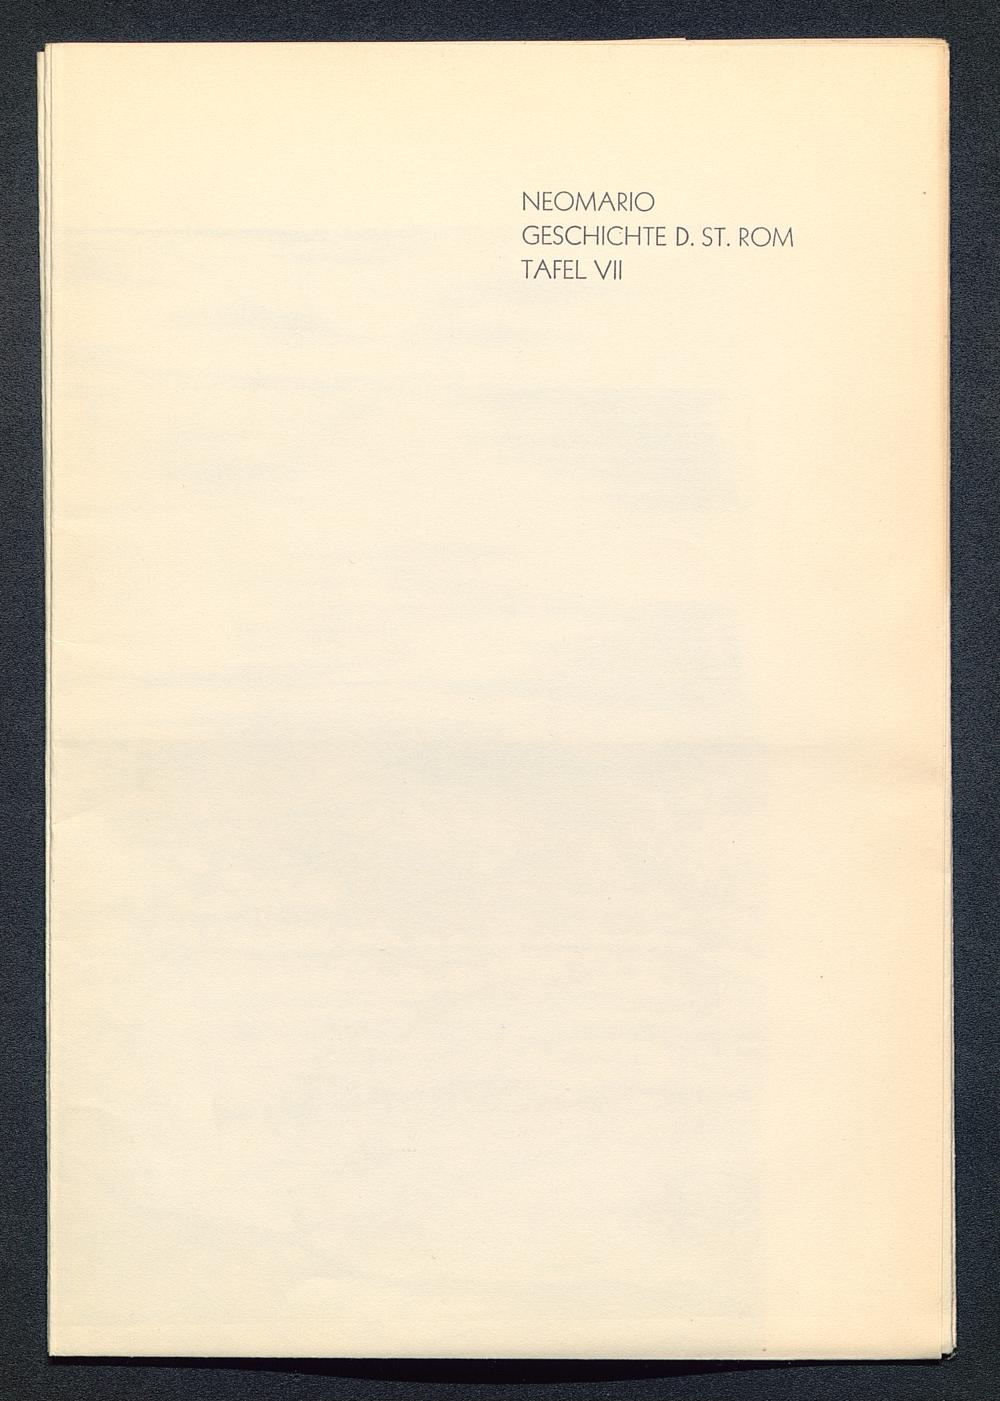 NEOMARIO
GESCHICHTE D. ST. ROM
TAFEL VII